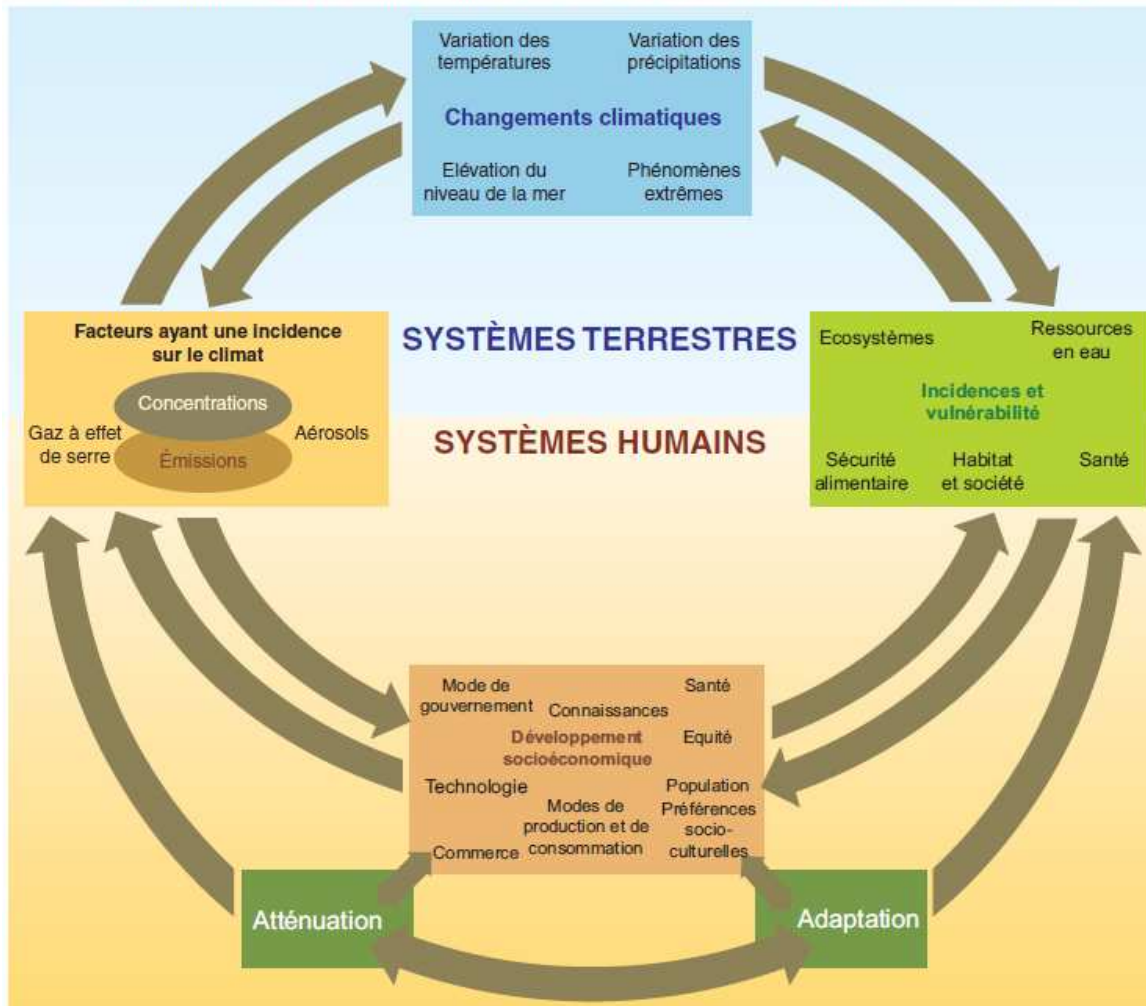 Variation des
températures
Variation des
précipitations
Changements climatiques
Elévation du
niveau de la mer
Phénomènes
extrêmes
Facteurs ayant une incidence
sur le climat
Concentrations
Gaz à effet
de serre
Aérosols
Émissions
SYSTÈMES TERRESTRES
SYSTÈMES HUMAINS
Ecosystèmes
Ressources
en eau
Incidences et
vulnérabilité
Sécurité
alimentaire
Habitat
et société
Santé
Mode de
gouvernement
Connaissances
Santé
Développement
socioéconomique
Equité
Technologie
Population
Modes de
production et de
consommation
Préférences
socio-
culturelles
Commerce
Atténuation
Adaptation